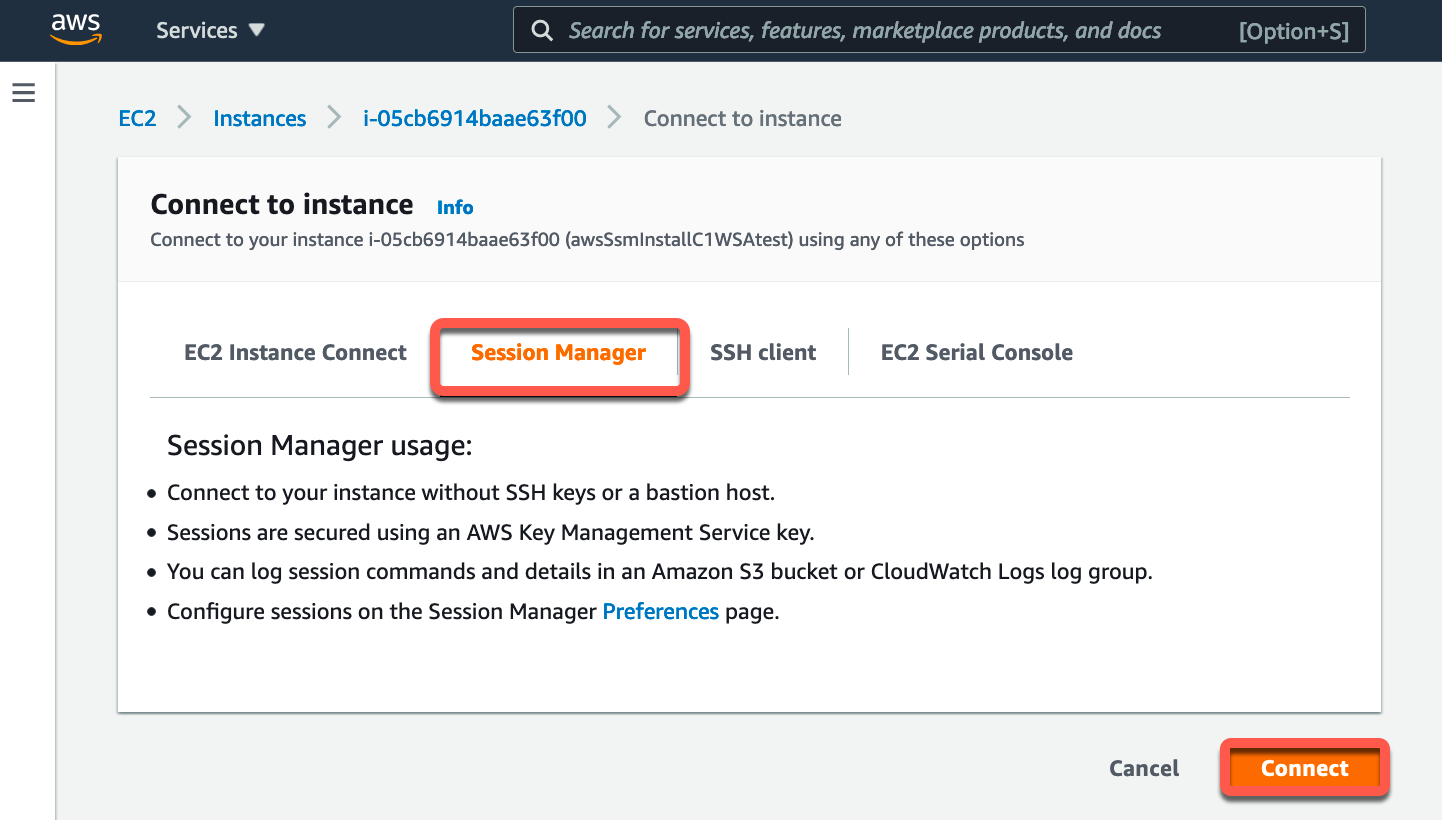 aws Services Search for services, features, marketplace products, and docs [Option+S]
EC2 Instances i-05cb6914baae63f00 Connect to instance
Connect to instance Info
Connect to your instance i-05cb6914baae63f00 (awsSsmInstallC1WSAtest) using any of these options
EC2 Instance Connect Session Manager SSH client EC2 Serial Console
Session Manager usage:
• Connect to your instance without SSH keys or a bastion host.
• Sessions are secured using an AWS Key Management Service key.
• You can log session commands and details in an Amazon S3 bucket or CloudWatch Logs log group.
• Configure sessions on the Session Manager Preferences page.
Cancel Connect